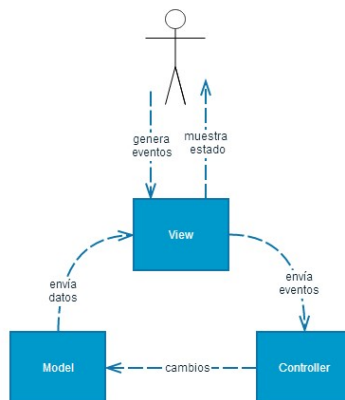 genera
eventos
muestra
estado
View
envía
datos
envía
eventos
Model
cambios
Controller